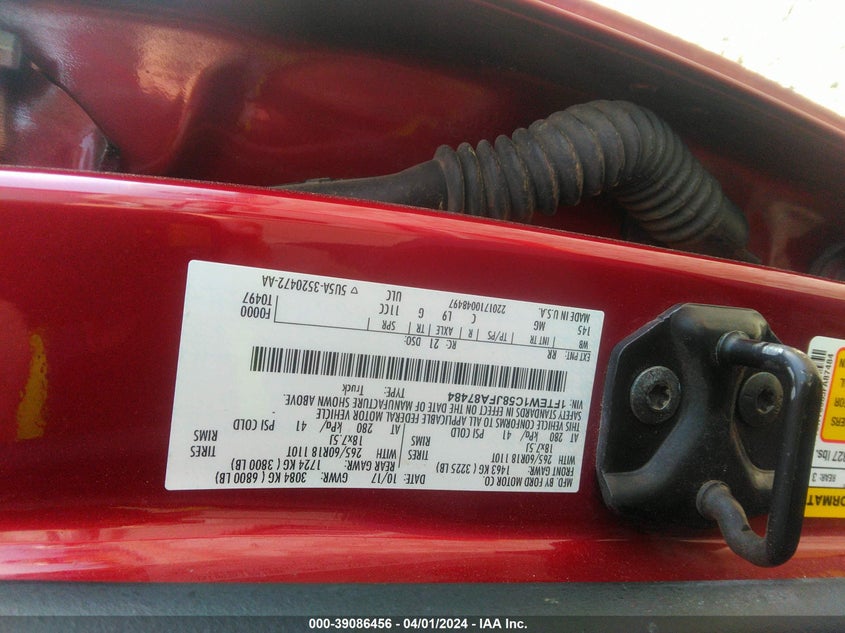 MFD. BY FORD MOTOR CO.
DATE: 10/17 GVWR: 3084 KG ( 6800 LB)
FRONT GAWR: 1463 KG ( 3225 LB) REAR GAWR: 1724 KG ( 3800 LB)
WITH 265/60R18 110T TIRES WITH 265/60R18 110T TIRES
18x7.5J RIMS 18x7.5J RIMS
AT 280 kPa/ 41 PSI COLD AT 280 kPa/ 41 PSI COLD
THIS VEHICLE CONFORMS TO ALL APPLICABLE FEDERAL MOTOR VEHICLE
SAFETY STANDARD IN EFFECT ON THE DATE OF MANUFACTURE SHOWN ABOVE.
VIN: 1FTEW1C58JFA87484
TYPE: Truck
EXT PNT: RR RC: 21 DSO: F0000
WB INT TR TP/PS R AXLE TR SPR T0497
145 MG C L9 G 11CC
MADE IN U.S.A. ULC
2201710048497 5U5A-3520472-AA
REAR: 3
000-39086456 - 04/01/2024 - IAA Inc.